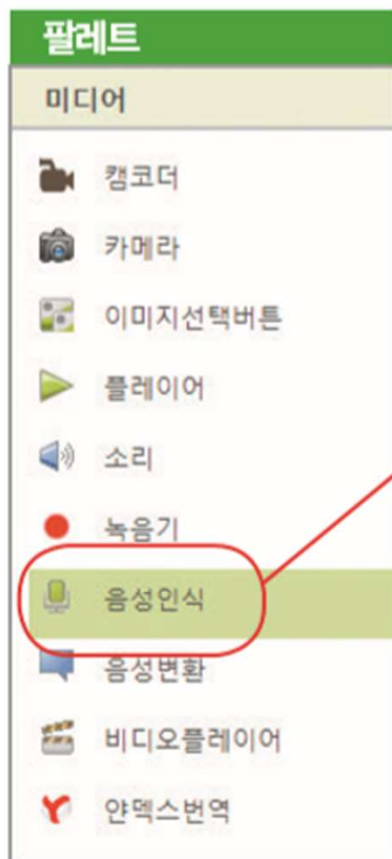 팔레트
미디어
캠코더
카메라
이미지선택버튼
플레이어
소리
녹음기
음성인식
음성변환
비디오플레이어
얀덱스번역